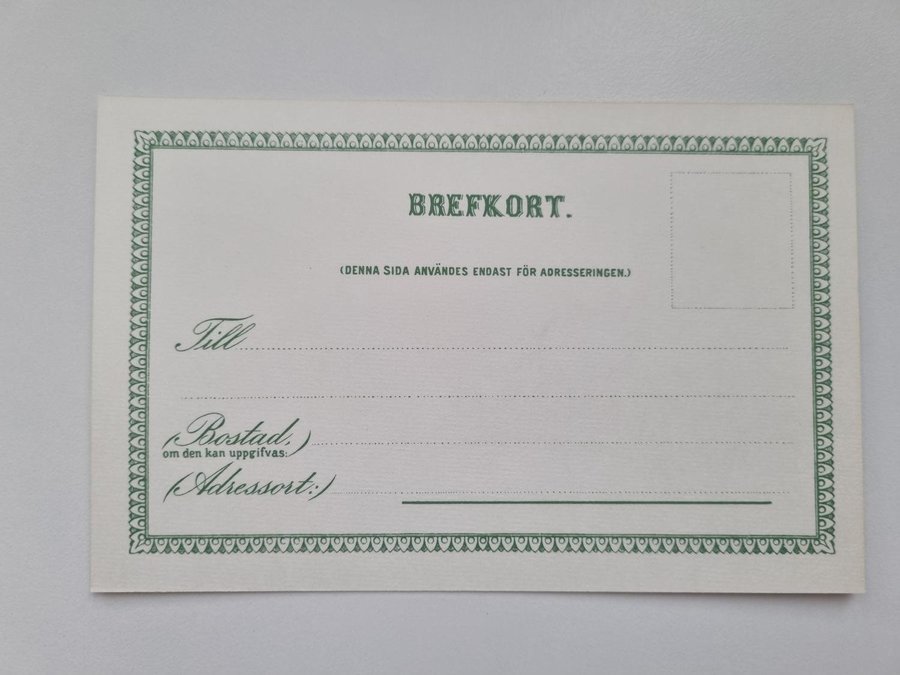 BREFKORT.
(DENNA SIDA ANVÄNDES ENDAST FÖR ADRESSERINGEN.)
Till
(Bostad,)
om den kan uppgifvas:
(Adressort:)